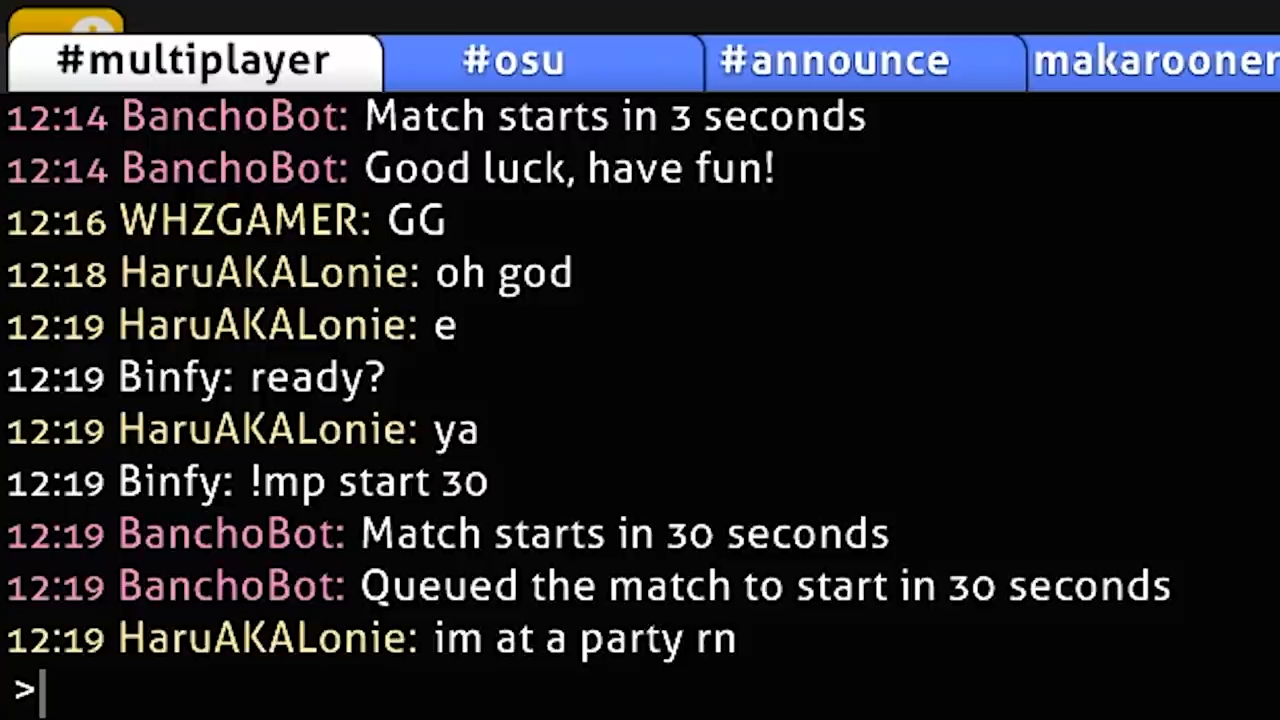 #multiplayer #osu #announce makarooner
12:14 BanchoBot: Match starts in 3 seconds
12:14 BanchoBot: Good luck, have fun!
12:16 WHZGAMER: GG
12:18 HaruAKALonie: oh god
12:19 HaruAKALonie: e
12:19 Binfy: ready?
12:19 HaruAKALonie: ya
12:19 Binfy: !mp start 30
12:19 BanchoBot: Match starts in 30 seconds
12:19 BanchoBot: Queued the match to start in 30 seconds
12:19 HaruAKALonie: im at a party rn
>